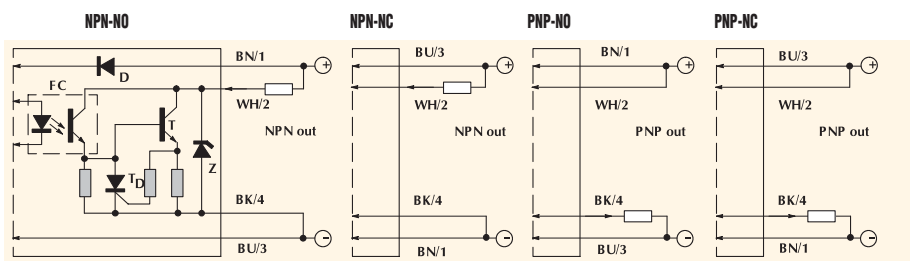 NPN-NO
NPN-NC
PNP-NO
PNP-NC
BN/1
D
FC
WH/2
T
NPN out
Z
TD
BK/4
BU/3
+
-
BU/3
WH/2
NPN out
BK/4
BN/1
+
-
BN/1
WH/2
PNP out
BK/4
BU/3
+
-
BU/3
WH/2
PNP out
BK/4
BN/1
+
-